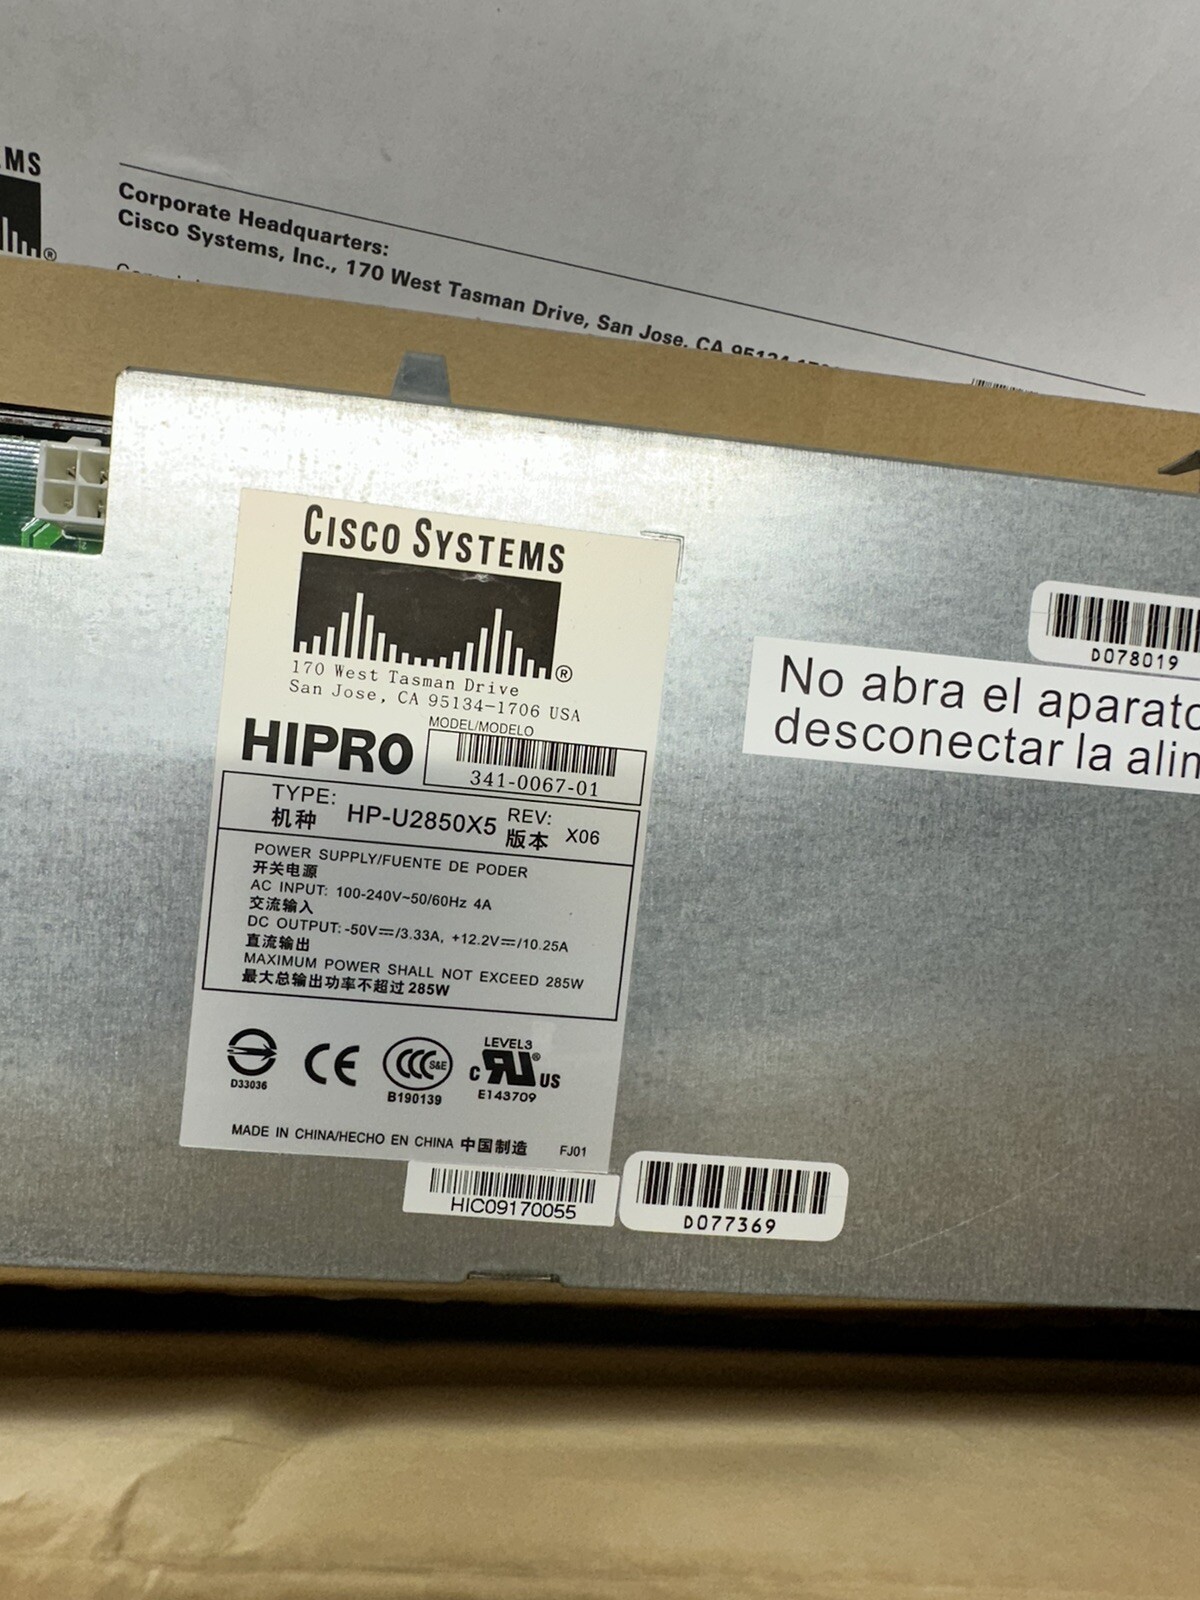 MS
®
Corporate Headquarters:
Cisco Systems, Inc., 170 West Tasman Drive, San Jose, CA 95134-
CISCO SYSTEMS
®
170 West Tasman Drive
San Jose, CA 95134-1706 USA
HIPRO
MODEL/MODELO
341-0067-01
TYPE: HP-U2850X5 REV: X06
机种 版本
POWER SUPPLY/FUENTE DE PODER
开关电源
AC INPUT: 100-240V~50/60Hz 4A
交流输入
DC OUTPUT: -50V⎓/3.33A, +12.2V⎓/10.25A
直流输出
MAXIMUM POWER SHALL NOT EXCEED 285W
最大总输出功率不超过 285W
D33036
CE
CCC S&E
B190139
LEVEL3
c RU ® US
E143709
MADE IN CHINA/HECHO EN CHINA 中国制造 FJ01
HIC09170055
D077369
D078019
No abra el aparato
desconectar la alim